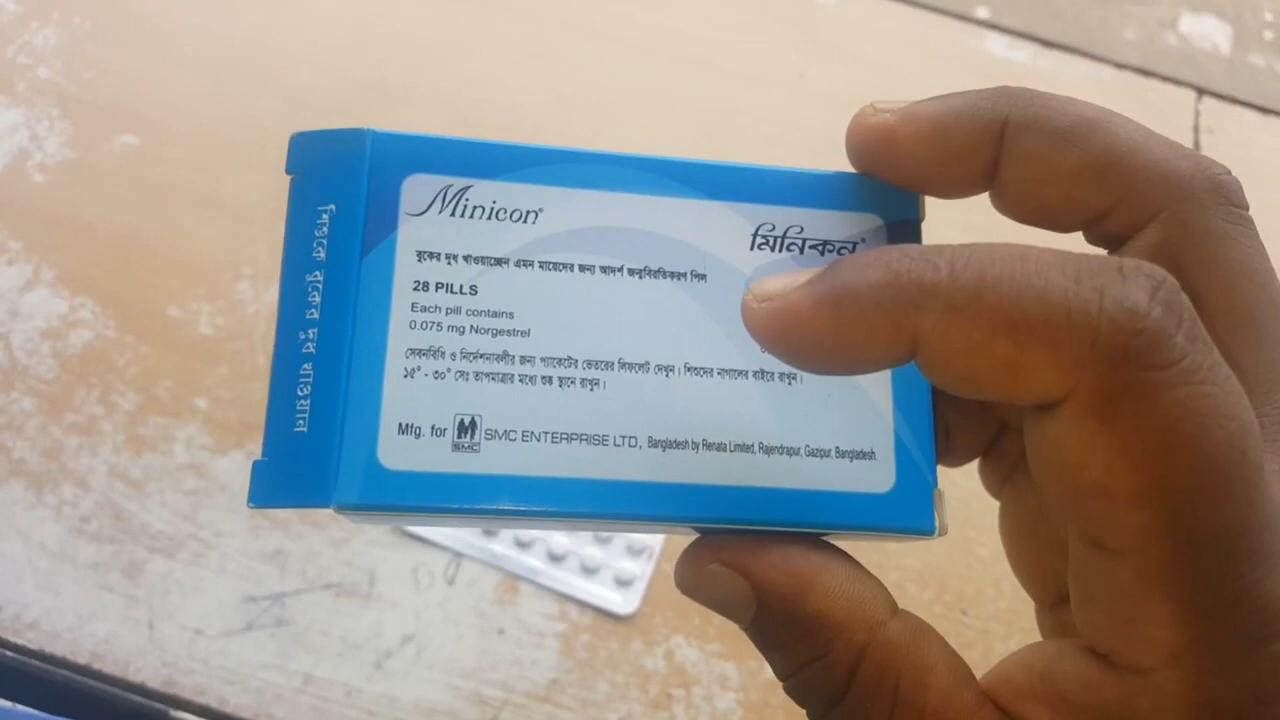 Minicon®
মিনিকন®
বুকের দুধ খাওয়াচ্ছেন এমন মায়েদের জন্য আদর্শ জন্মবিরতিকরণ পিল
28 PILLS
Each pill contains
0.075 mg Norgestrel
সেবনবিধি ও নির্দেশনাবলীর জন্য প্যাকেটের ভেতরের লিফলেট দেখুন। শিশুদের নাগালের বাইরে রাখুন।
১৫° - ৩০° সেঃ তাপমাত্রার মধ্যে শুষ্ক স্থানে রাখুন।
Mfg. for SMC SMC ENTERPRISE LTD, Bangladesh by Renata Limited, Rajendrapur, Gazipur, Bangladesh.
শিশুকে বুকের দুধ খাওয়ান